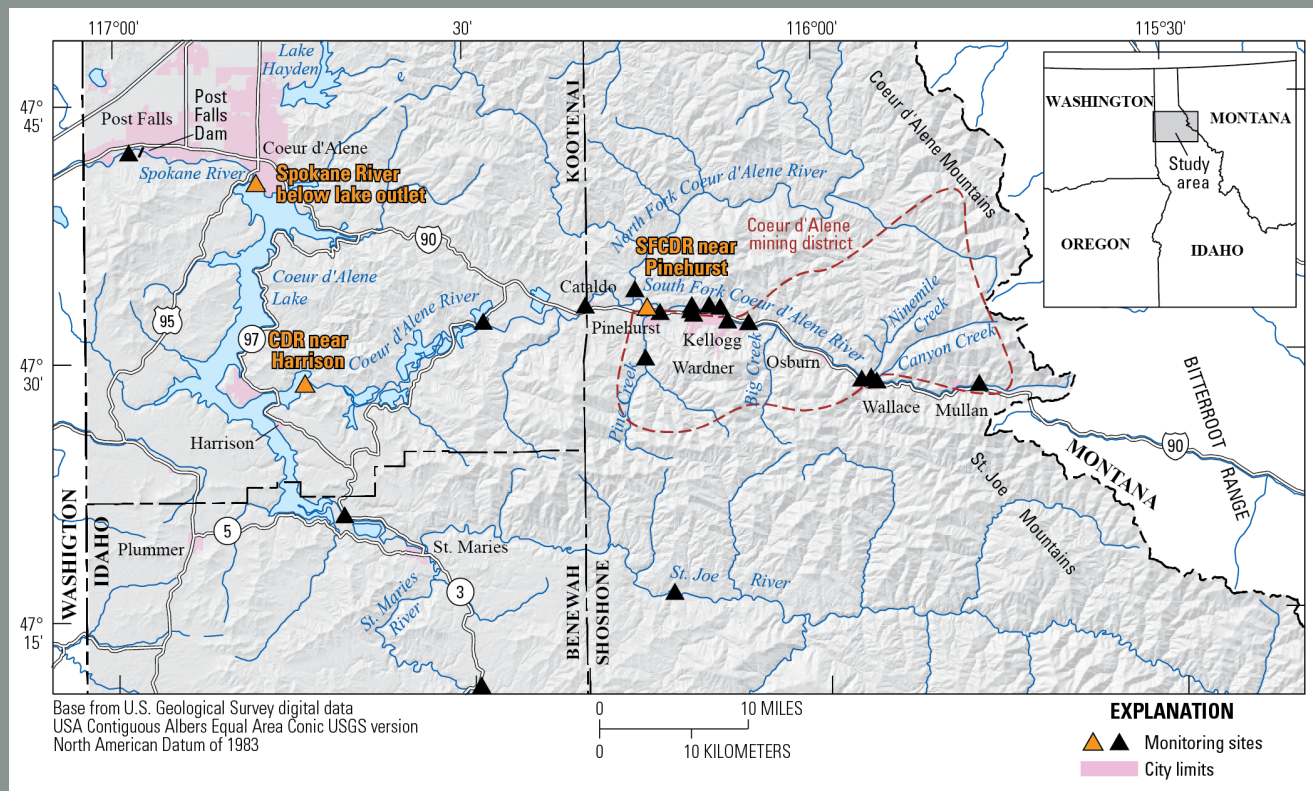 117°00'
30'
116°00'
115°30'
47°
45'
47°
30'
47°
15'
Lake
Hayden
Post
Falls
Dam
Post Falls
Coeur d'Alene
Spokane River
Spokane River
below lake outlet
KOOTENAI
North Fork Coeur d'Alene River
Coeur d'Alene Mountains
Coeur d'Alene
mining district
90
SFCDR near
Pinehurst
Coeur d'Alene
Lake
95
97
CDR near
Harrison
Coeur d'Alene River
Cataldo
South Fork Coeur d'Alene River
Pinehurst
Kellogg
Wardner
Pine Creek
Big Creek
Osburn
Ninemile
Creek
Canyon Creek
Wallace
Mullan
Harrison
BITTERROOT
RANGE
90
MONTANA
St. Joe
Mountains
WASHIGTON
IDAHO
Plummer
5
St. Maries
St. Maries
River
3
BENEWAH
SHOSHONE
St. Joe River
WASHINGTON
MONTANA
Study
area
OREGON
IDAHO
Base from U.S. Geological Survey digital data
USA Contiguous Albers Equal Area Conic USGS version
North American Datum of 1983
0 10 MILES
0 10 KILOMETERS
EXPLANATION
Monitoring sites
City limits